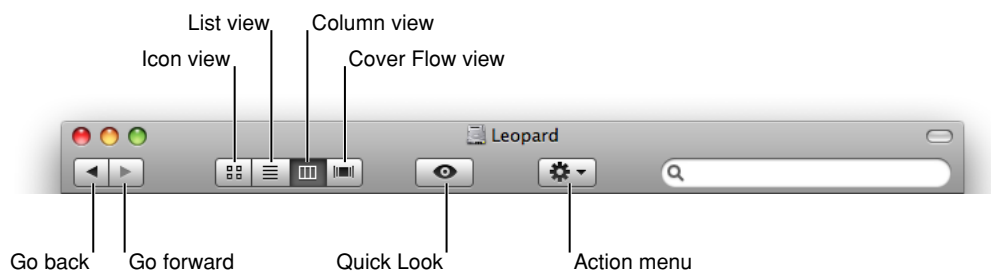 List view
Column view
Icon view
Cover Flow view
Leopard
Go back
Go forward
Quick Look
Action menu